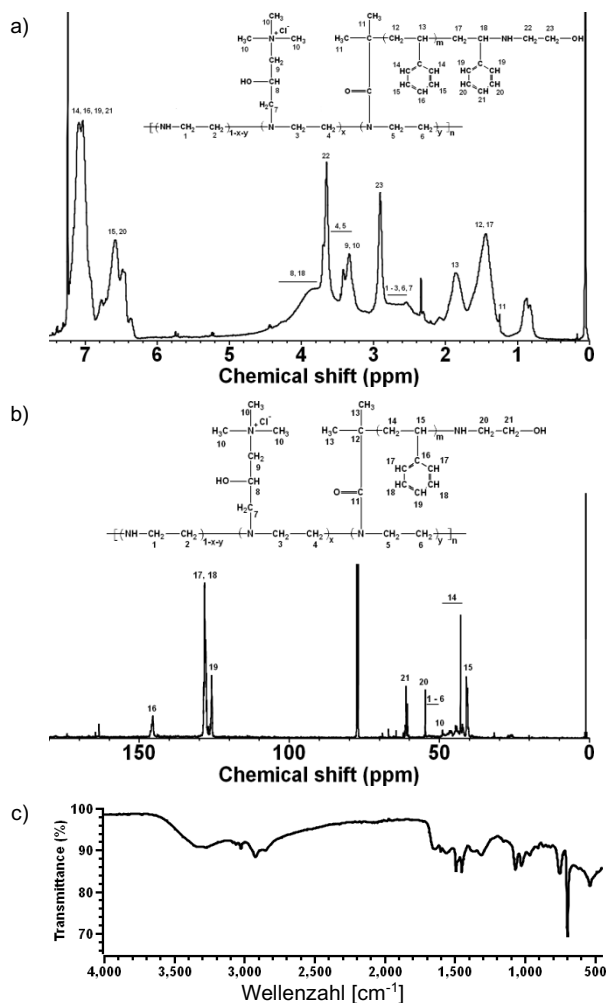 a)
CH₃
10
CH₃
11
12
13
17
18
22
23
H₃C
N
+Cl⁻
CH₃
10
10
H₃C
C
CH₂
CH
m
CH₂
CH
NH
CH₂
CH₂
OH
11
CH₂
9
HO
CH
8
H₂C
7
O
C
14
14
15
15
16
19
19
20
20
21
[(NH CH₂ CH₂)1-x-y (N CH₂ CH₂)x (N CH₂ CH₂)y]n
1 2 3 4 5 6
14, 16, 19, 21
15, 20
8, 18
22
4, 5
9, 10
23
1 - 3, 6, 7
13
12, 17
11
7 6 5 4 3 2 1 0
Chemical shift (ppm)
b)
CH₃
10
CH₃
13
14
15
20
21
H₃C
N
+Cl⁻
CH₃
10
10
H₃C
12
CH₂
CH
m
NH
CH₂
CH₂
OH
13
CH₂
9
HO
CH
8
H₂C
7
O
C
11
16
17
17
18
18
19
[(NH CH₂ CH₂)1-x-y (N CH₂ CH₂)x (N CH₂ CH₂)y]n
1 2 3 4 5 6
17, 18
19
16
21
20
1 - 6
10
14
15
150 100 50 0
Chemical shift (ppm)
c)
Transmittance (%)
100
90
80
70
4,000 3,500 3,000 2,500 2,000 1,500 1,000 500
Wellenzahl [cm⁻¹]